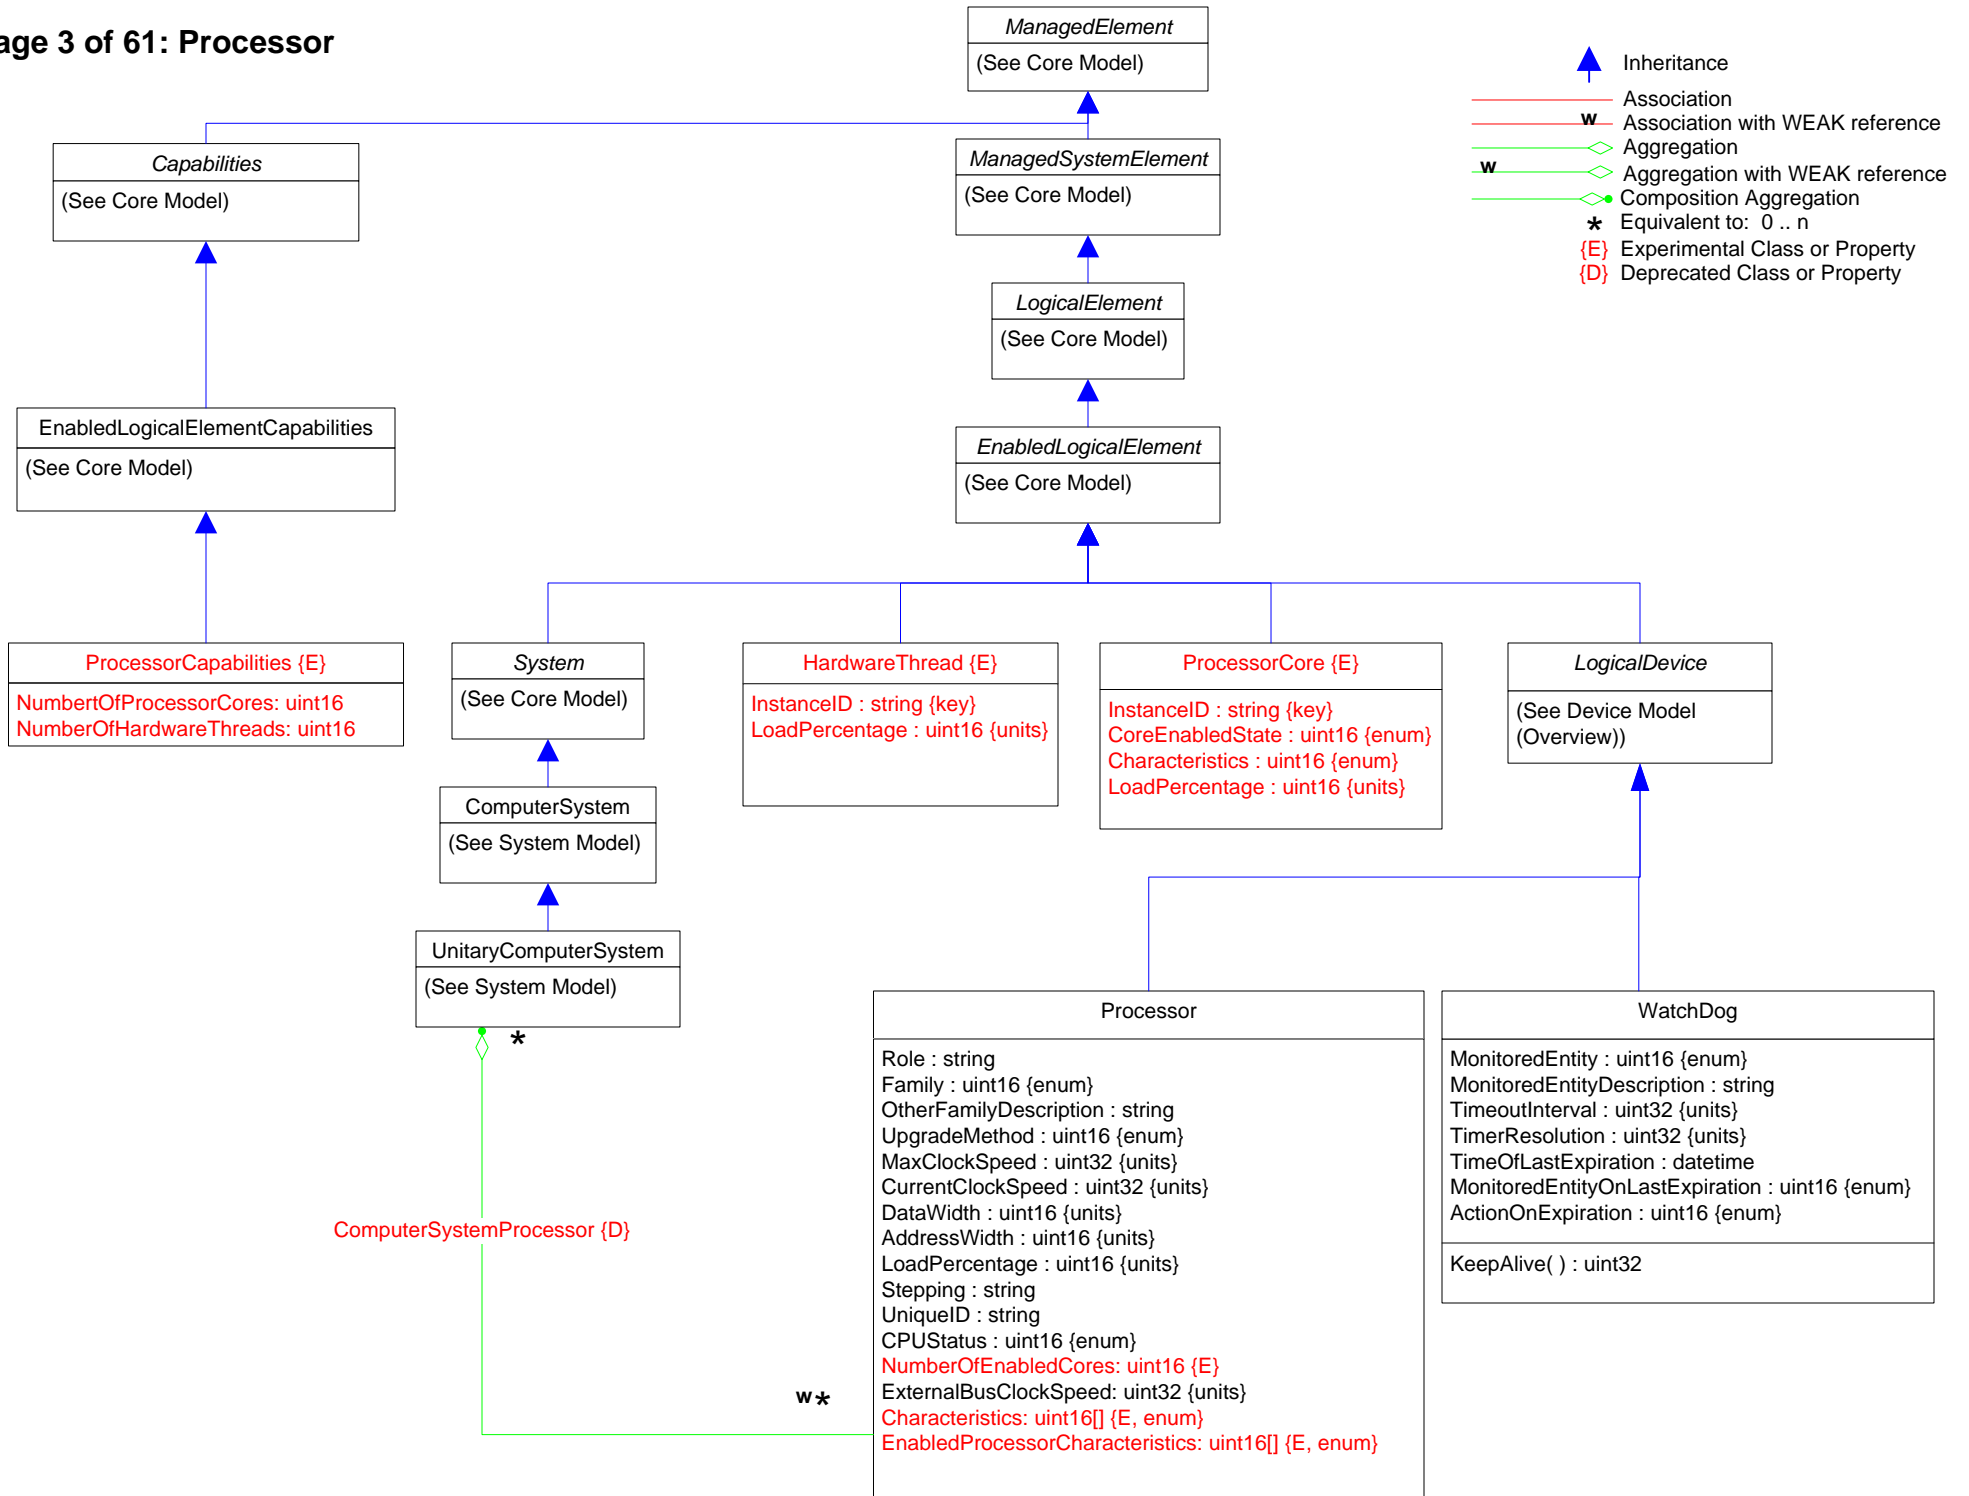 age 3 of 61: Processor
ManagedElement
(See Core Model)
Inheritance
Association
w Association with WEAK reference
Aggregation
w Aggregation with WEAK reference
Composition Aggregation
* Equivalent to: 0 .. n
{E} Experimental Class or Property
{D} Deprecated Class or Property
Capabilities
(See Core Model)
ManagedSystemElement
(See Core Model)
LogicalElement
(See Core Model)
EnabledLogicalElementCapabilities
(See Core Model)
EnabledLogicalElement
(See Core Model)
ProcessorCapabilities {E}
NumbertOfProcessorCores: uint16
NumberOfHardwareThreads: uint16
System
(See Core Model)
HardwareThread {E}
InstanceID : string {key}
LoadPercentage : uint16 {units}
ProcessorCore {E}
InstanceID : string {key}
CoreEnabledState : uint16 {enum}
Characteristics : uint16 {enum}
LoadPercentage : uint16 {units}
LogicalDevice
(See Device Model
(Overview))
ComputerSystem
(See System Model)
UnitaryComputerSystem
(See System Model)
*
ComputerSystemProcessor {D}
w*
Processor
Role : string
Family : uint16 {enum}
OtherFamilyDescription : string
UpgradeMethod : uint16 {enum}
MaxClockSpeed : uint32 {units}
CurrentClockSpeed : uint32 {units}
DataWidth : uint16 {units}
AddressWidth : uint16 {units}
LoadPercentage : uint16 {units}
Stepping : string
UniqueID : string
CPUStatus : uint16 {enum}
NumberOfEnabledCores: uint16 {E}
ExternalBusClockSpeed: uint32 {units}
Characteristics: uint16[] {E, enum}
EnabledProcessorCharacteristics: uint16[] {E, enum}
WatchDog
MonitoredEntity : uint16 {enum}
MonitoredEntityDescription : string
TimeoutInterval : uint32 {units}
TimerResolution : uint32 {units}
TimeOfLastExpiration : datetime
MonitoredEntityOnLastExpiration : uint16 {enum}
ActionOnExpiration : uint16 {enum}
KeepAlive( ) : uint32